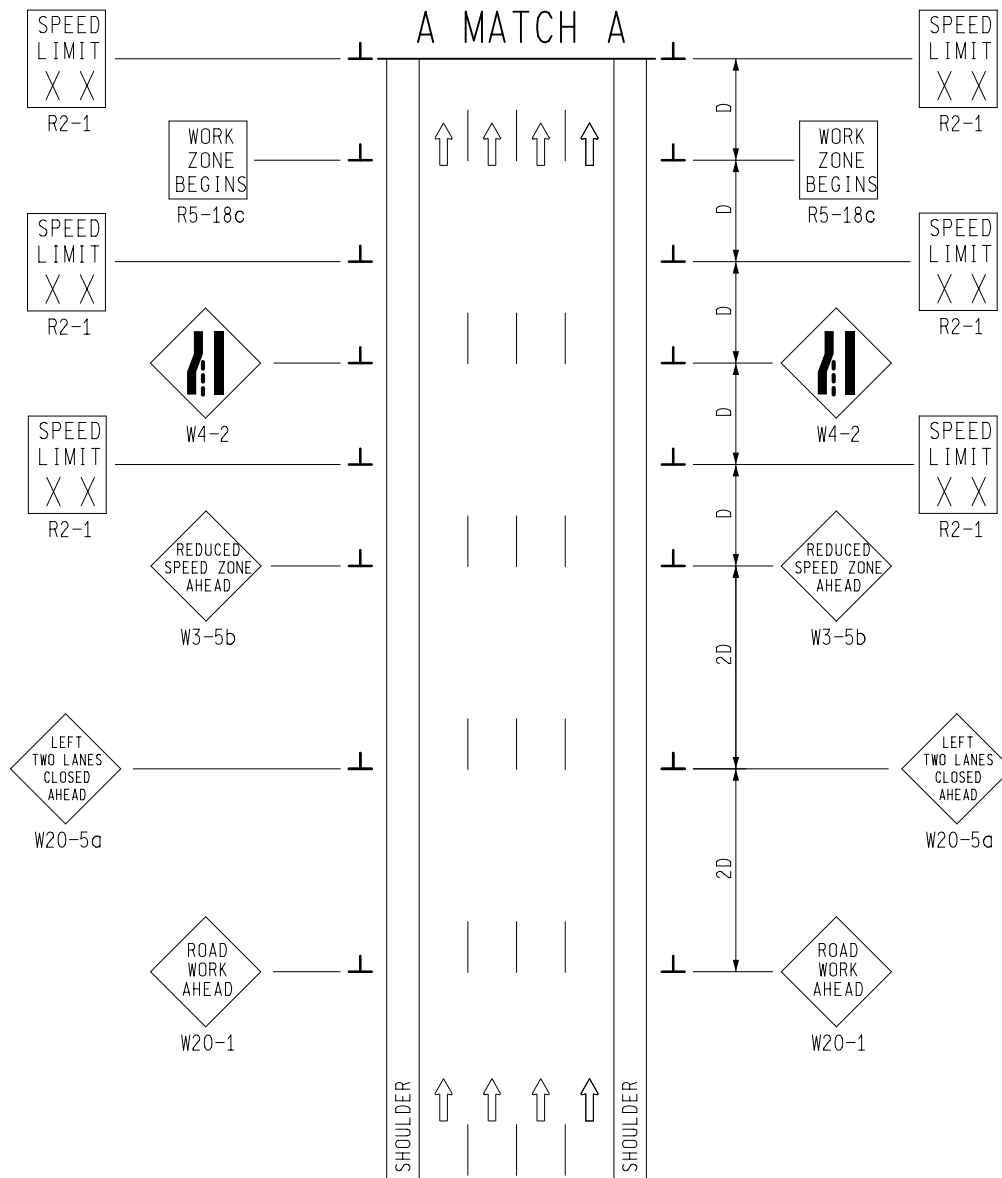 A MATCH A
SPEED
LIMIT
X X
R2-1
SPEED
LIMIT
X X
R2-1
D
WORK
ZONE
BEGINS
R5-18c
WORK
ZONE
BEGINS
R5-18c
D
SPEED
LIMIT
X X
R2-1
SPEED
LIMIT
X X
R2-1
D
W4-2
W4-2
D
SPEED
LIMIT
X X
R2-1
SPEED
LIMIT
X X
R2-1
D
REDUCED
SPEED ZONE
AHEAD
W3-5b
REDUCED
SPEED ZONE
AHEAD
W3-5b
2D
LEFT
TWO LANES
CLOSED
AHEAD
W20-5a
LEFT
TWO LANES
CLOSED
AHEAD
W20-5a
2D
ROAD
WORK
AHEAD
W20-1
ROAD
WORK
AHEAD
W20-1
SHOULDER
SHOULDER